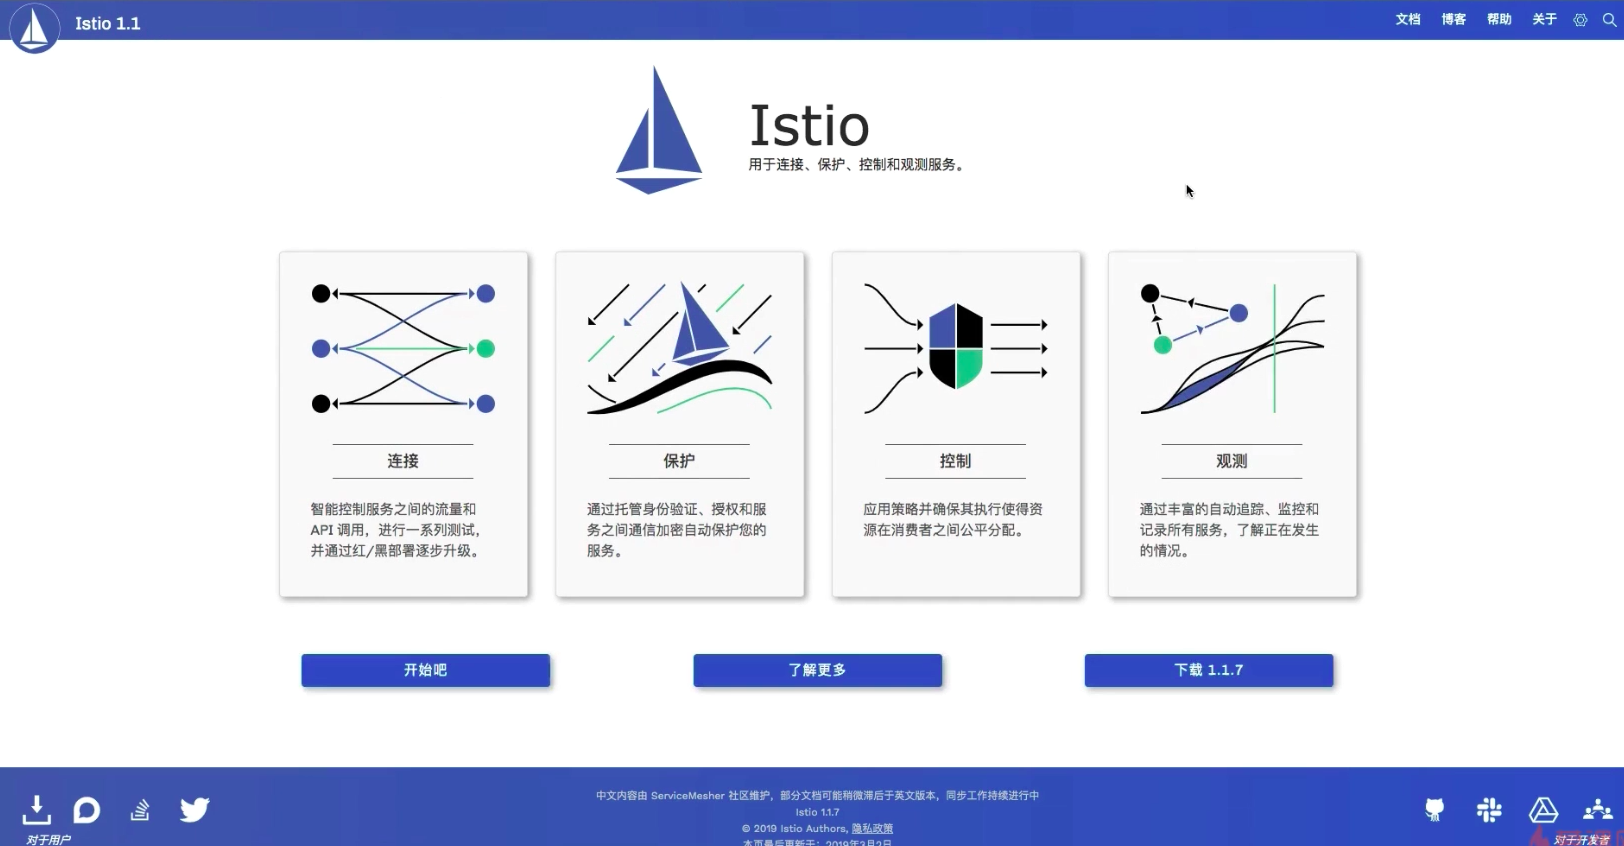 Istio 1.1
文档 博客 帮助 关于
Istio
用于连接、保护、控制和观测服务。
连接
智能控制服务之间的流量和
API 调用，进行一系列测试，
并通过红/黑部署逐步升级。
保护
通过托管身份验证、授权和服
务之间通信加密自动保护您的
服务。
控制
应用策略并确保其执行使得资
源在消费者之间公平分配。
观测
通过丰富的自动追踪、监控和
记录所有服务，了解正在发生
的情况。
开始吧
了解更多
下载 1.1.7
中文内容由 ServiceMesher 社区维护，部分文档可能稍微滞后于英文版本，同步工作持续进行中
Istio 1.1.7
© 2019 Istio Authors, 隐私政策
本页最后更新于：2019年3月2日
对于用户
对于开发者